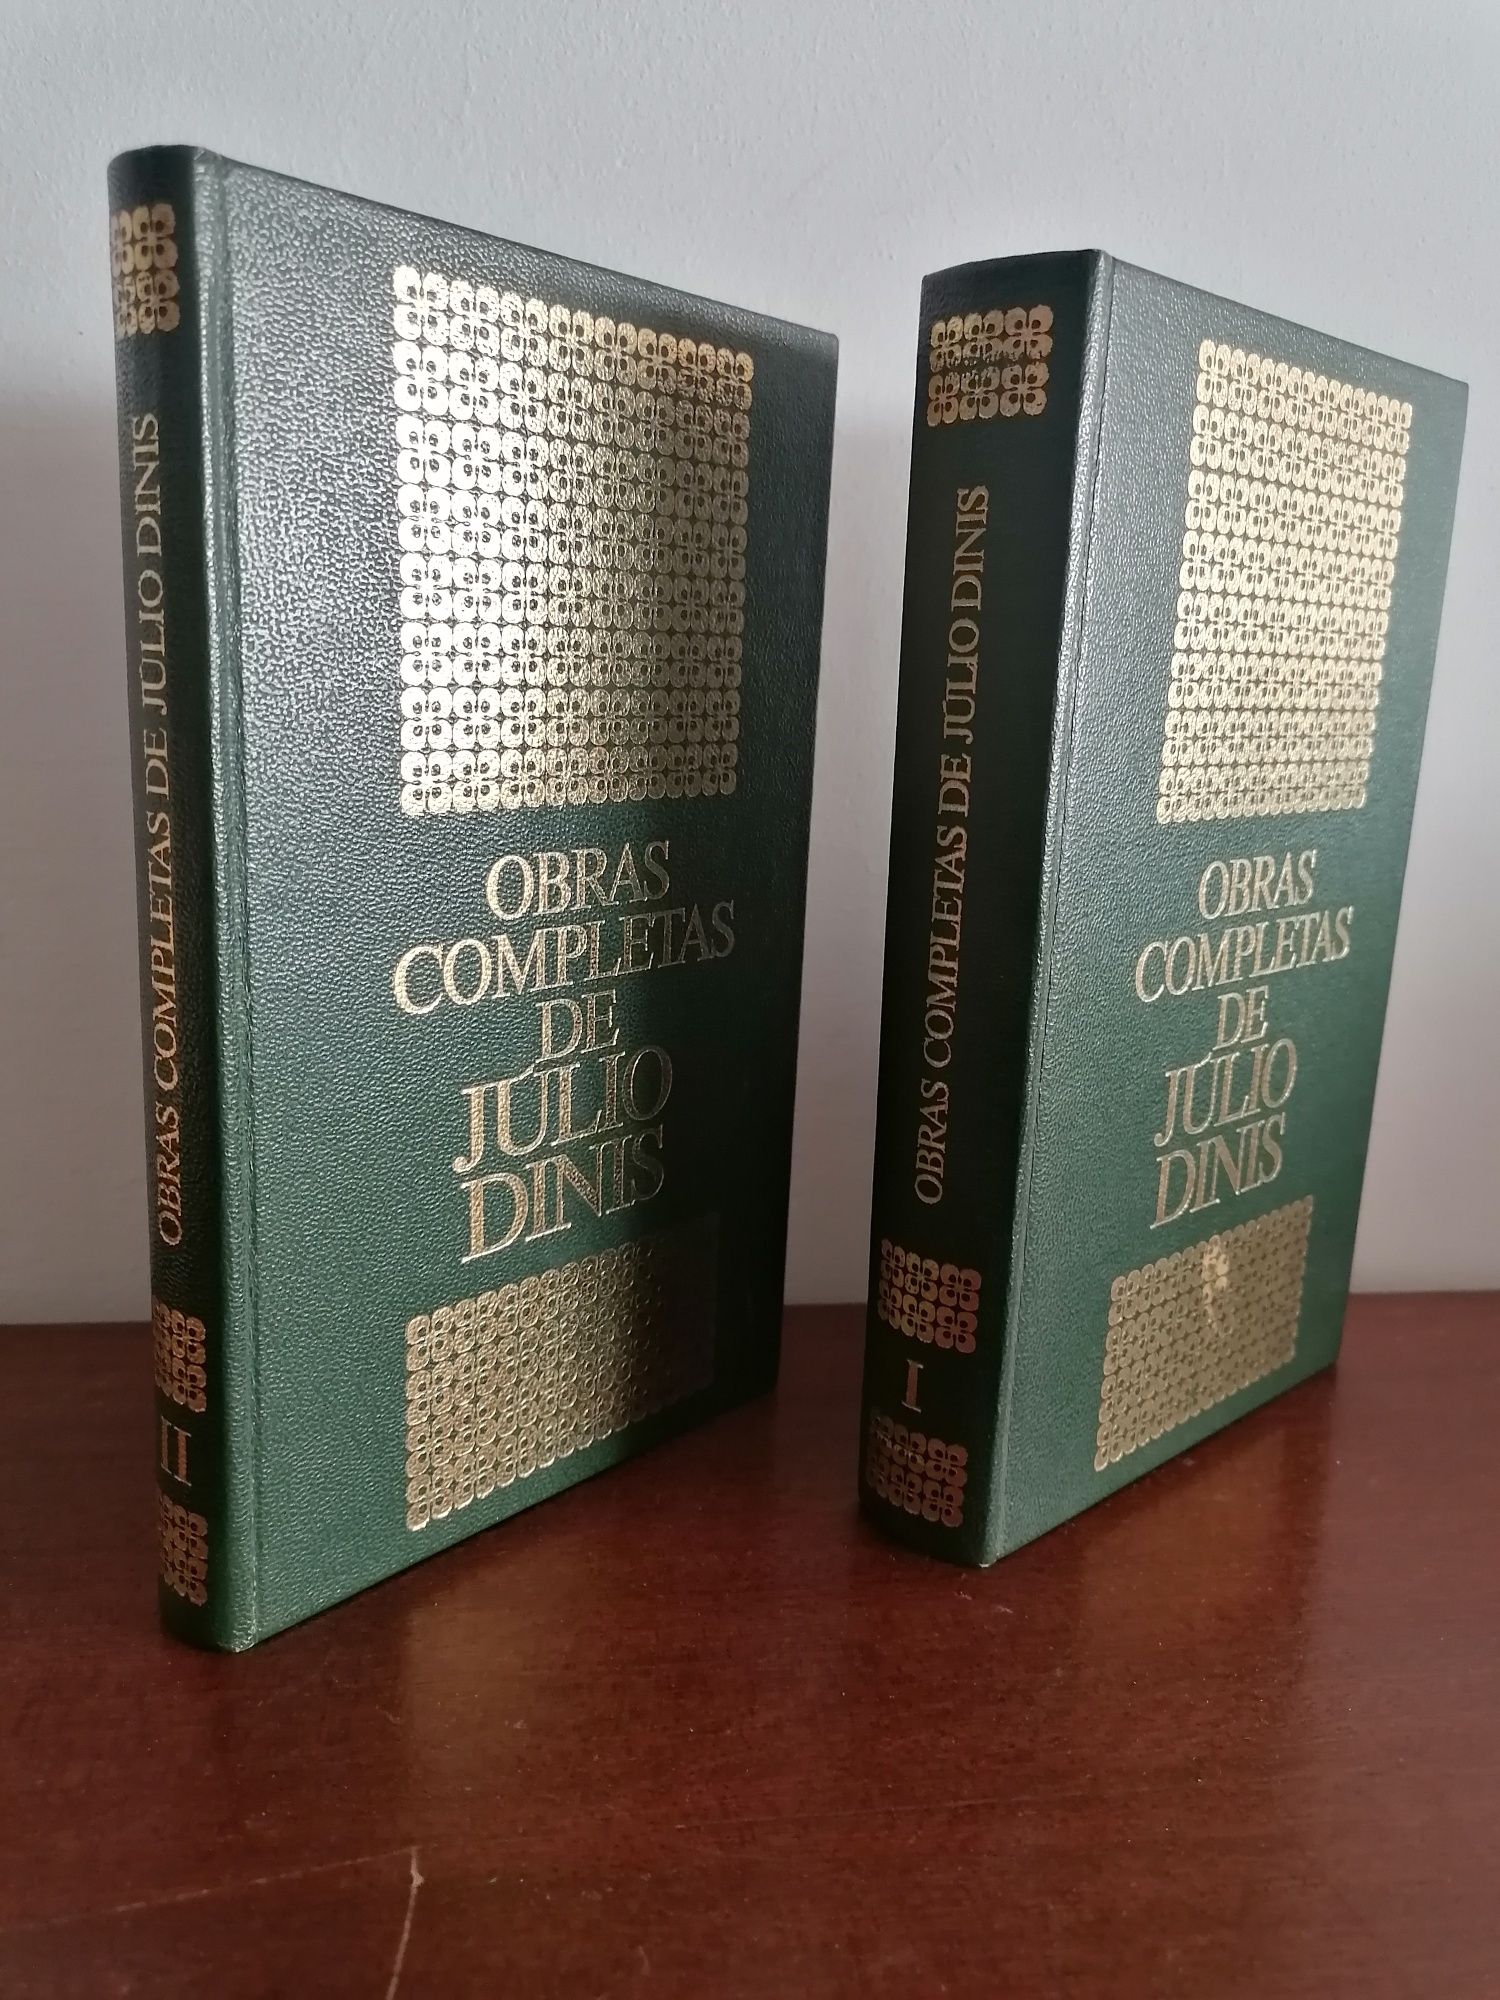 OBRAS COMPLETAS DE JÚLIO DINIS
II
OBRAS
COMPLETAS
DE
JÚLIO
DINIS
OBRAS COMPLETAS DE JÚLIO DINIS
I
OBRAS
COMPLETAS
DE
JÚLIO
DINIS